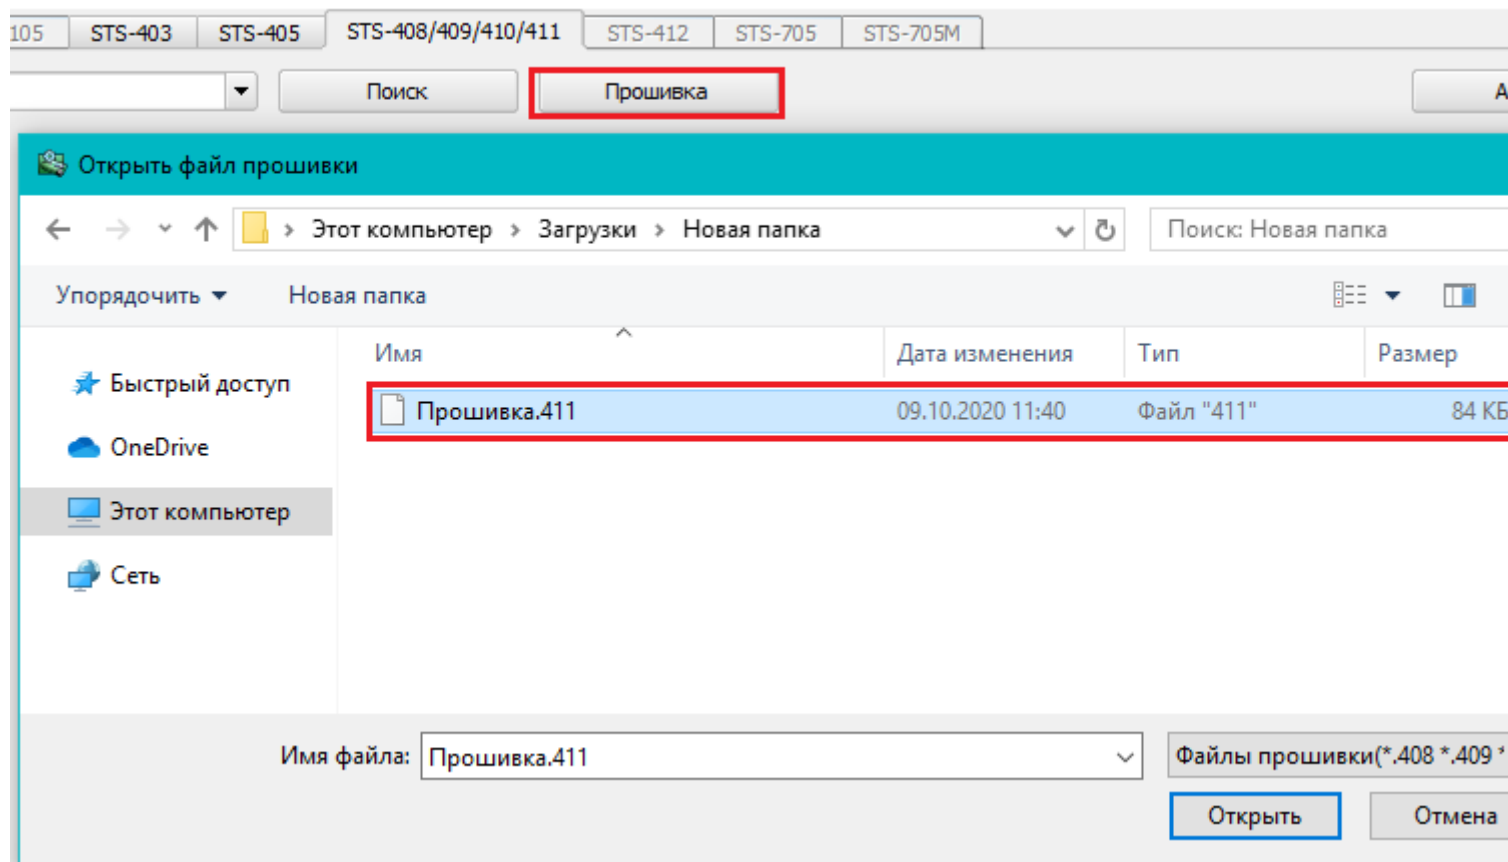 105 STS-403 STS-405 STS-408/409/410/411 STS-412 STS-705 STS-705M
Поиск Прошивка А
Открыть файл прошивки
Этот компьютер > Загрузки > Новая папка Поиск: Новая папка
Упорядочить Новая папка
Имя Дата изменения Тип Размер
Быстрый доступ
Прошивка.411 09.10.2020 11:40 Файл "411" 84 КБ
OneDrive
Этот компьютер
Сеть
Имя файла: Прошивка.411 Файлы прошивки(*.408 *.409 *
Открыть Отмена